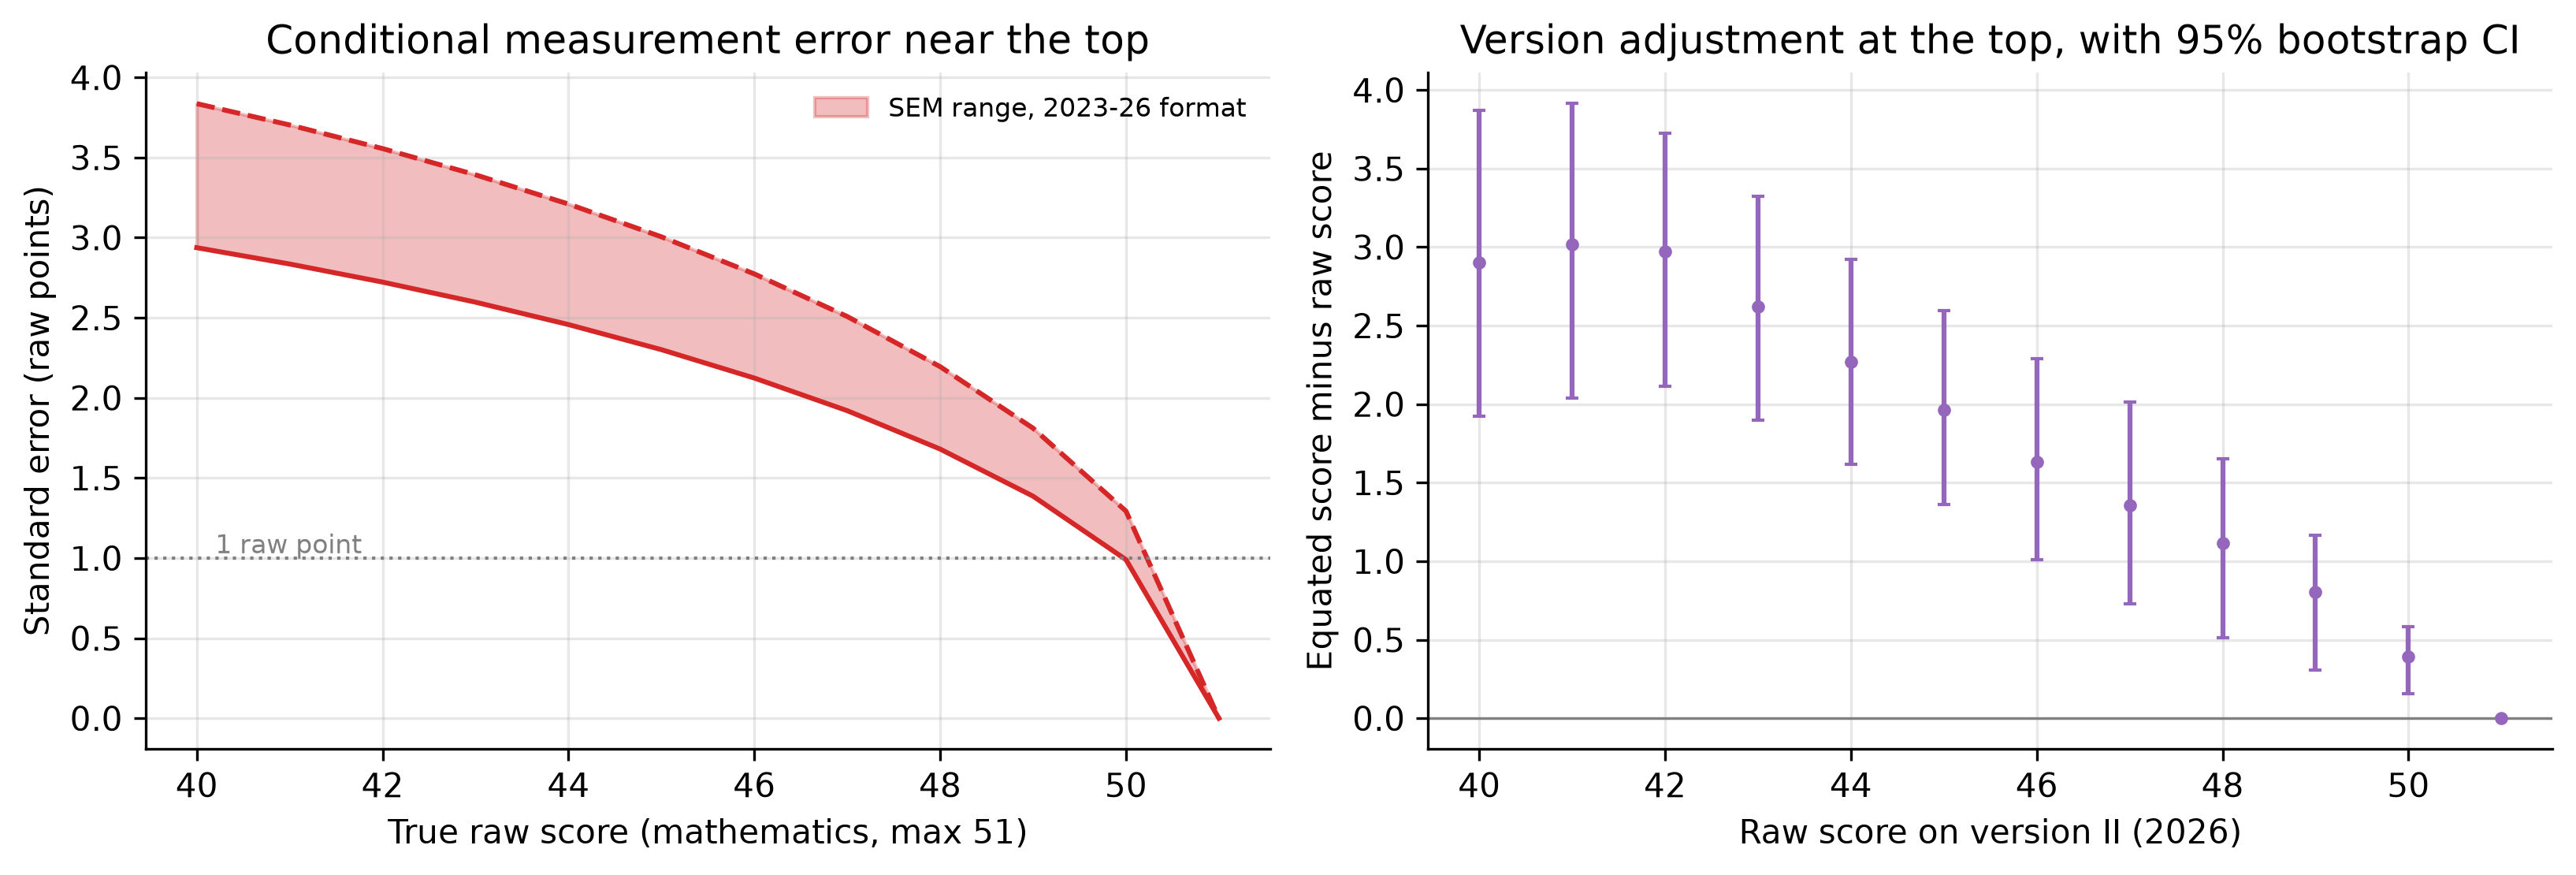 Conditional measurement error near the top
4.0
3.5
3.0
2.5
2.0
1.5
1.0
0.5
0.0
Standard error (raw points)
SEM range, 2023-26 format
1 raw point
40 42 44 46 48 50
True raw score (mathematics, max 51)
Version adjustment at the top, with 95% bootstrap CI
4.0
3.5
3.0
2.5
2.0
1.5
1.0
0.5
0.0
Equated score minus raw score
40 42 44 46 48 50
Raw score on version II (2026)